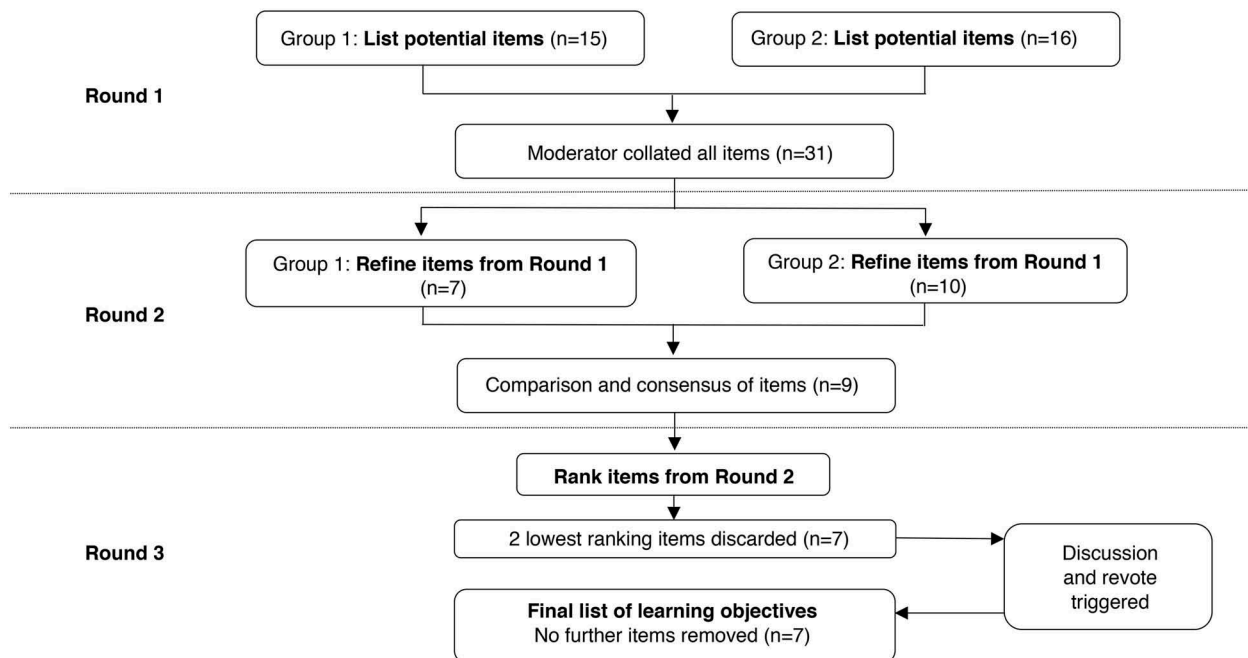 Group 1: List potential items (n=15)
Group 2: List potential items (n=16)
Round 1
Moderator collated all items (n=31)
Group 1: Refine items from Round 1
(n=7)
Group 2: Refine items from Round 1
(n=10)
Round 2
Comparison and consensus of items (n=9)
Rank items from Round 2
2 lowest ranking items discarded (n=7)
Round 3
Discussion
and revote
triggered
Final list of learning objectives
No further items removed (n=7)